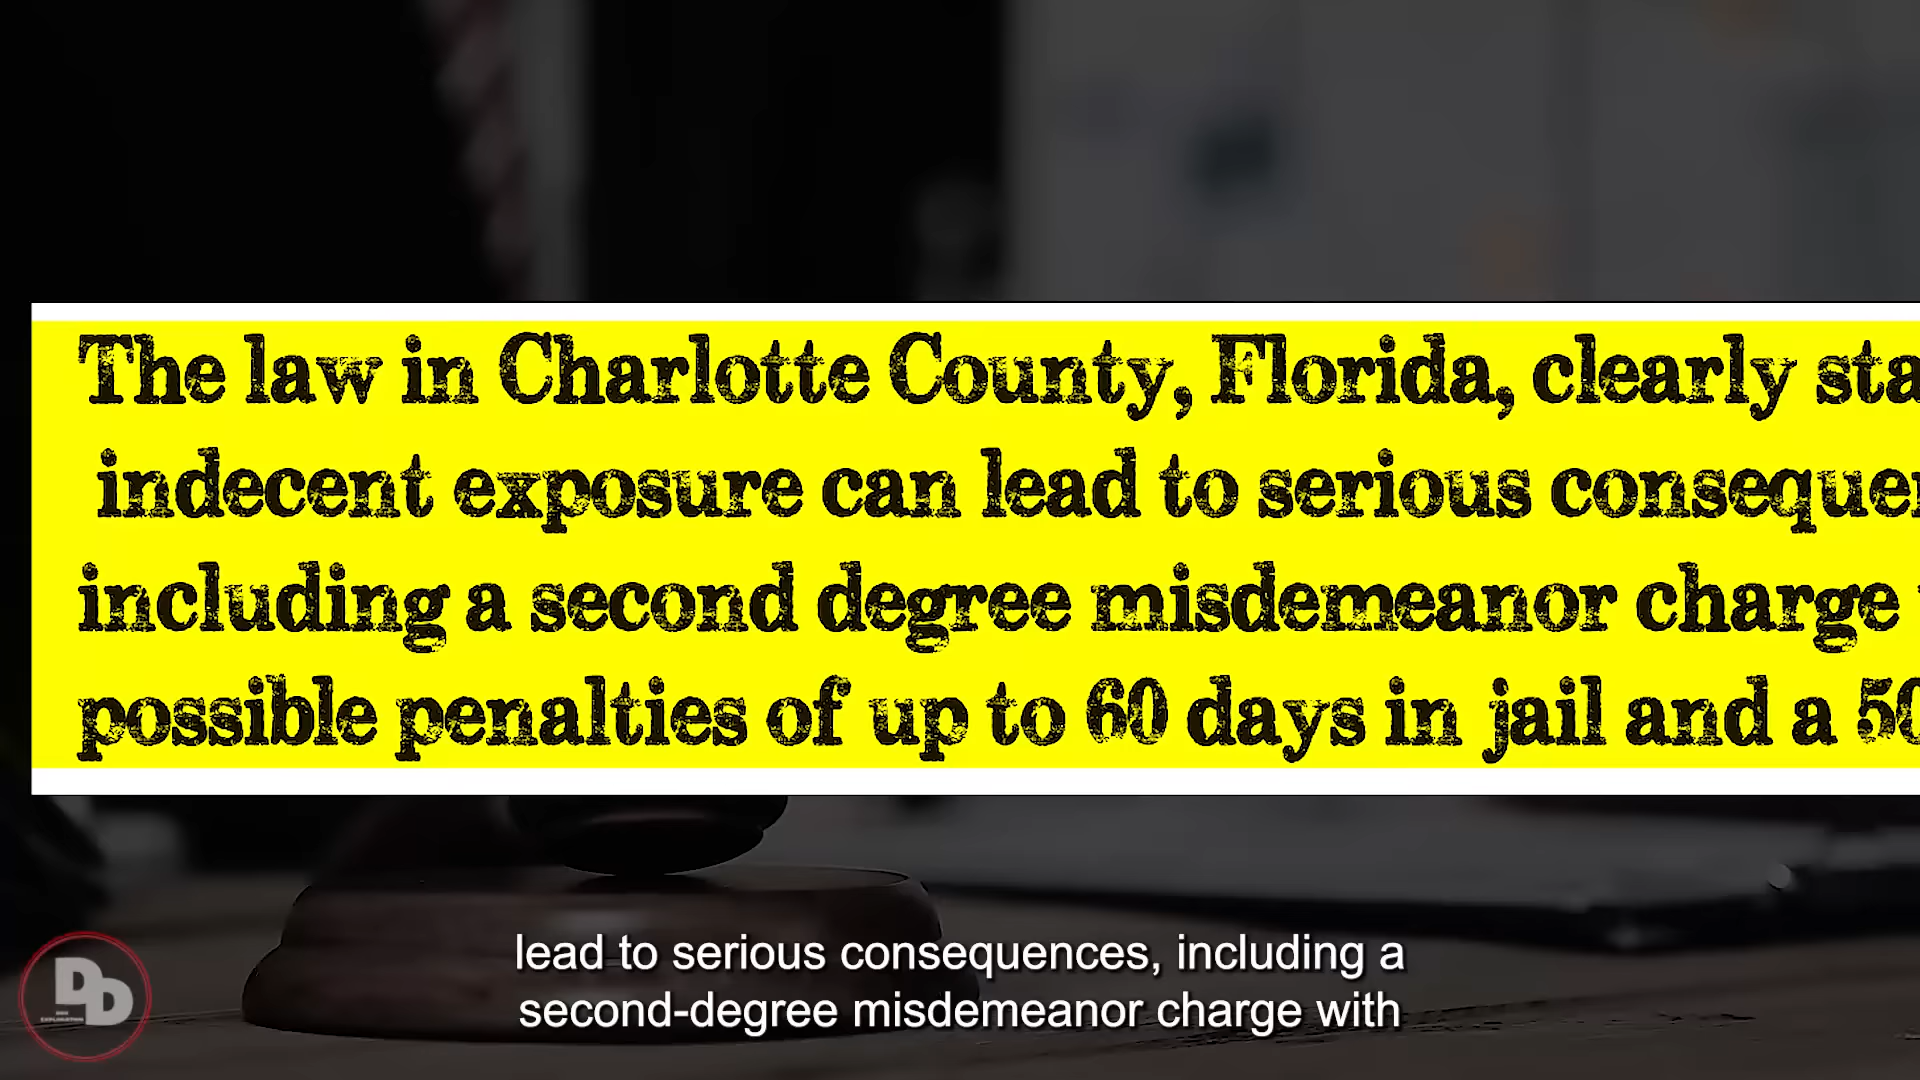 The law in Charlotte County, Florida, clearly
indecent exposure can lead to serious
including a second degree misdemeanor charge
possible penalties of up to 60 days in jail and a
lead to serious consequences, including a
second-degree misdemeanor charge with
DD